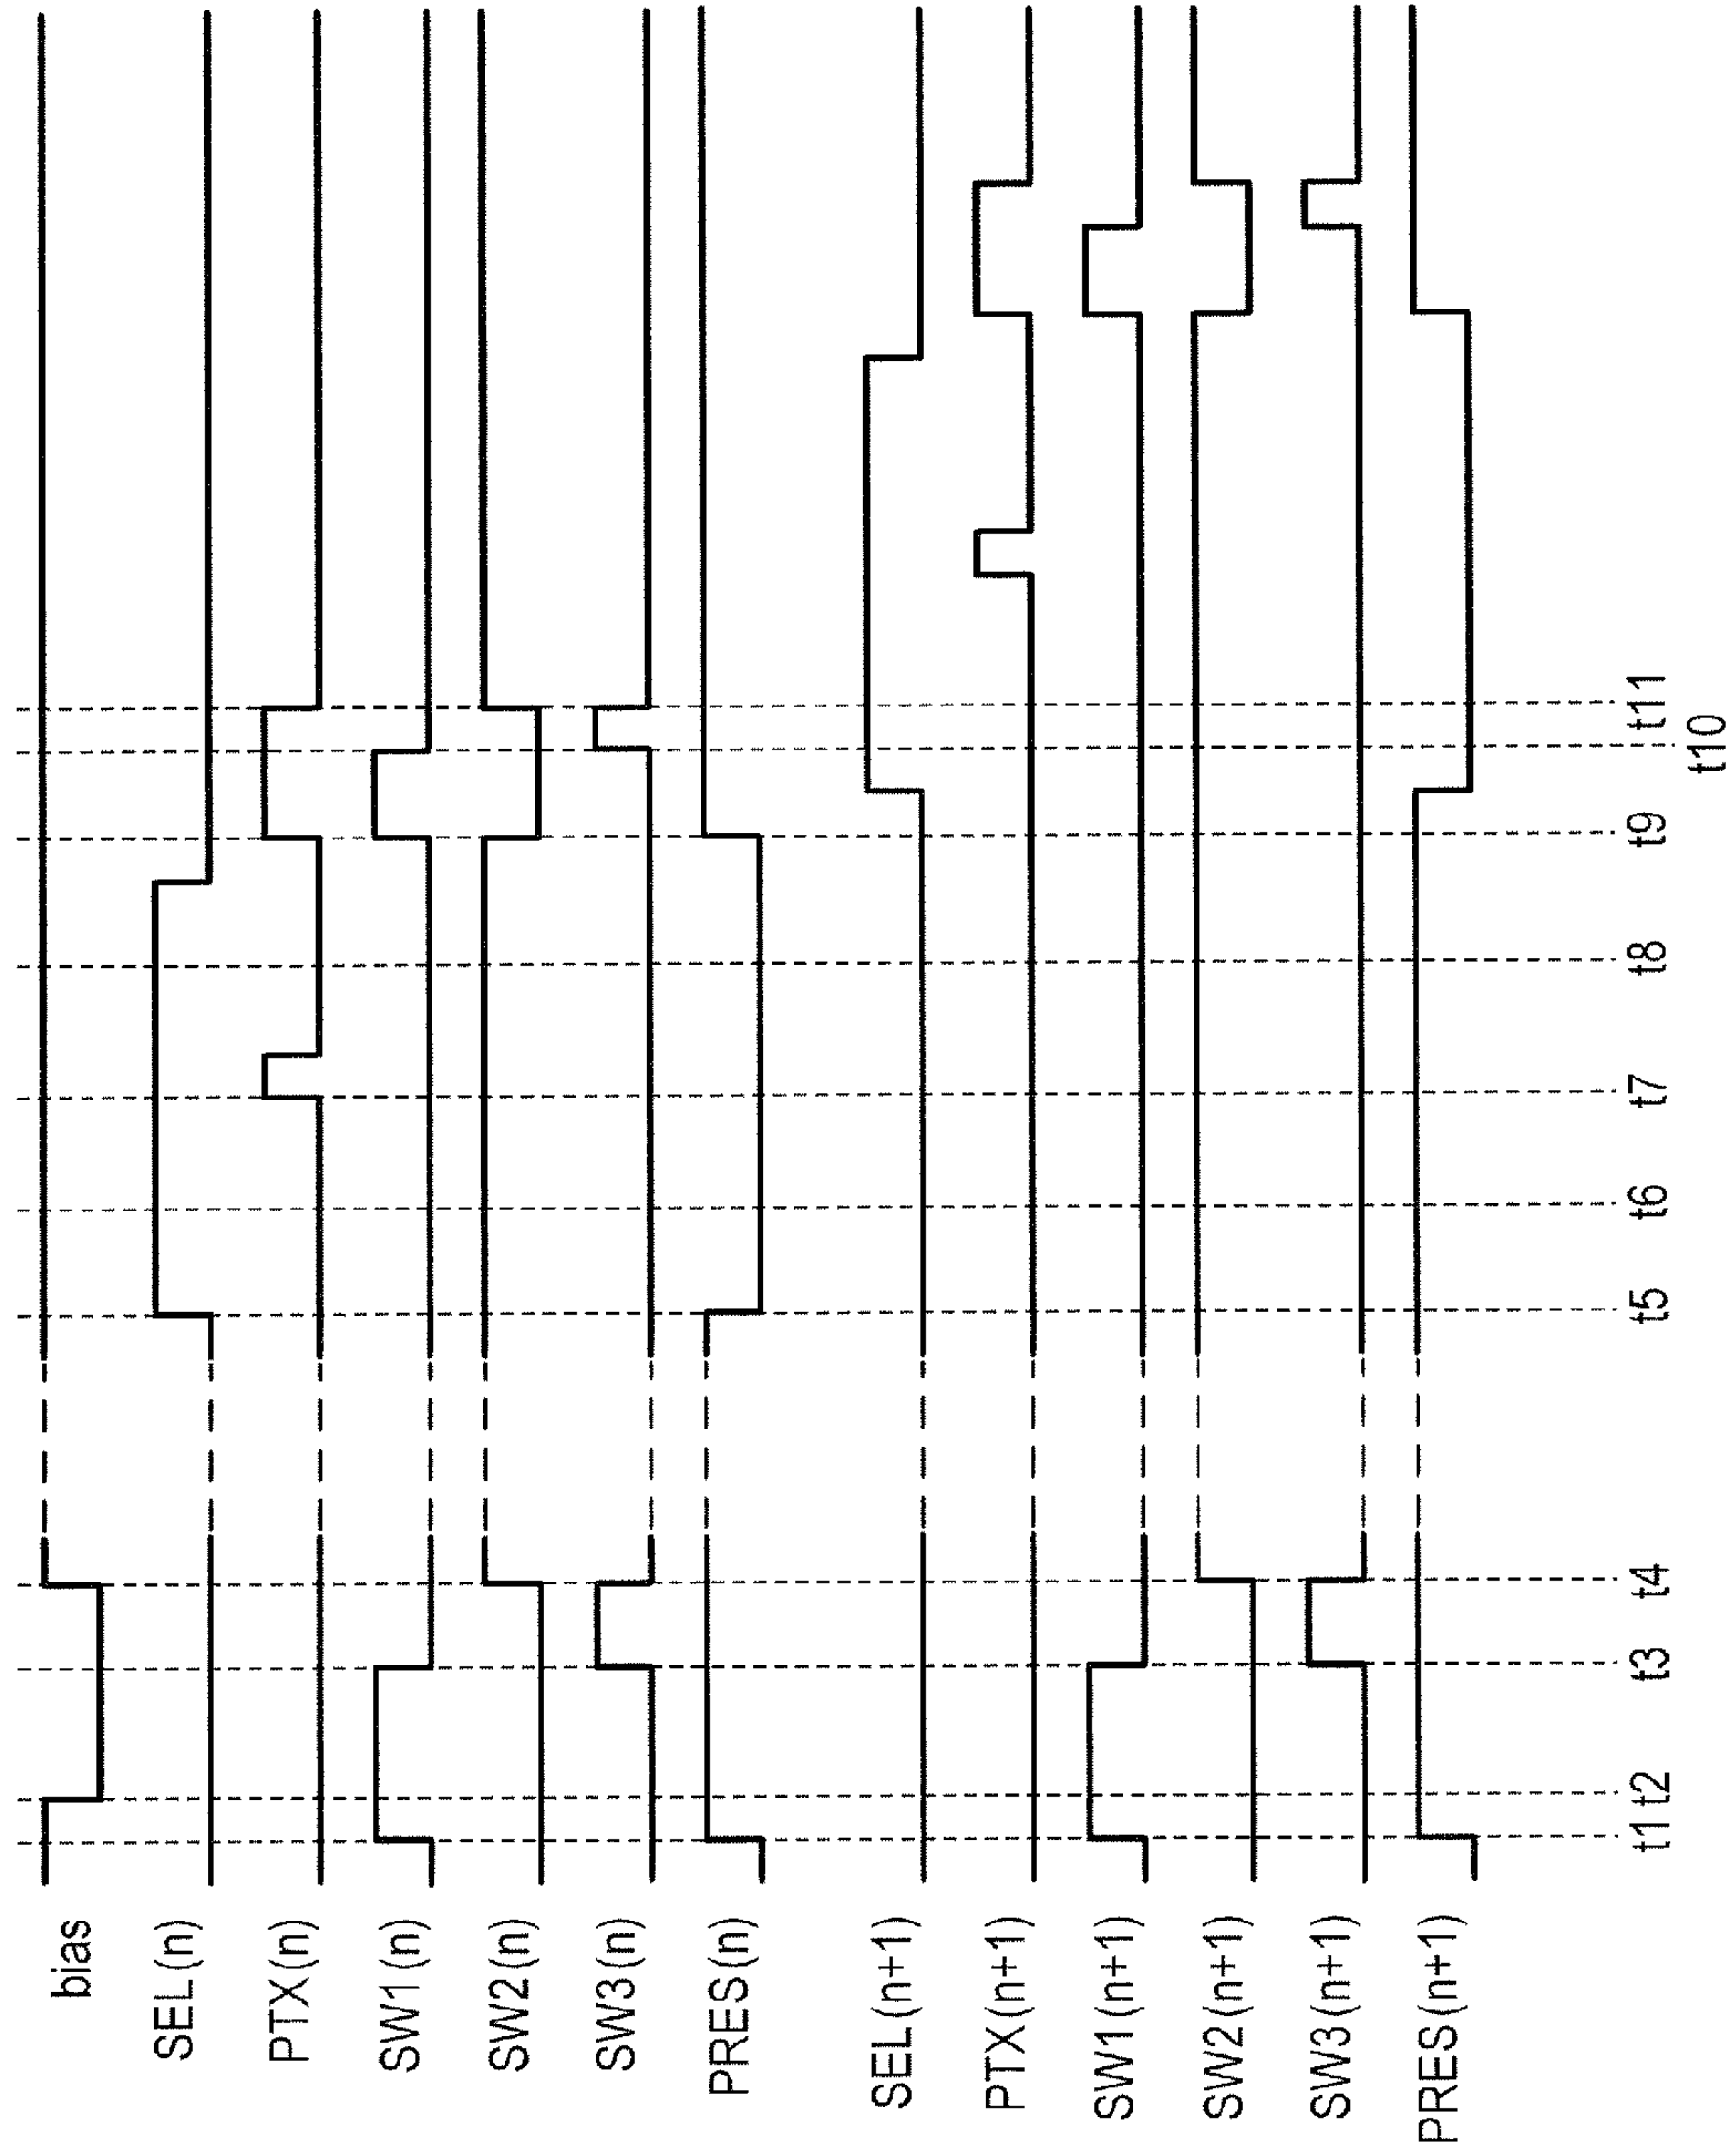 bias
SEL(n)
PTX(n)
SW1(n)
SW2(n)
SW3(n)
PRES(n)
SEL(n+1)
PTX(n+1)
SW1(n+1)
SW2(n+1)
SW3(n+1)
PRES(n+1)
t1 t2 t3 t4 t5 t6 t7 t8 t9 t11
t10